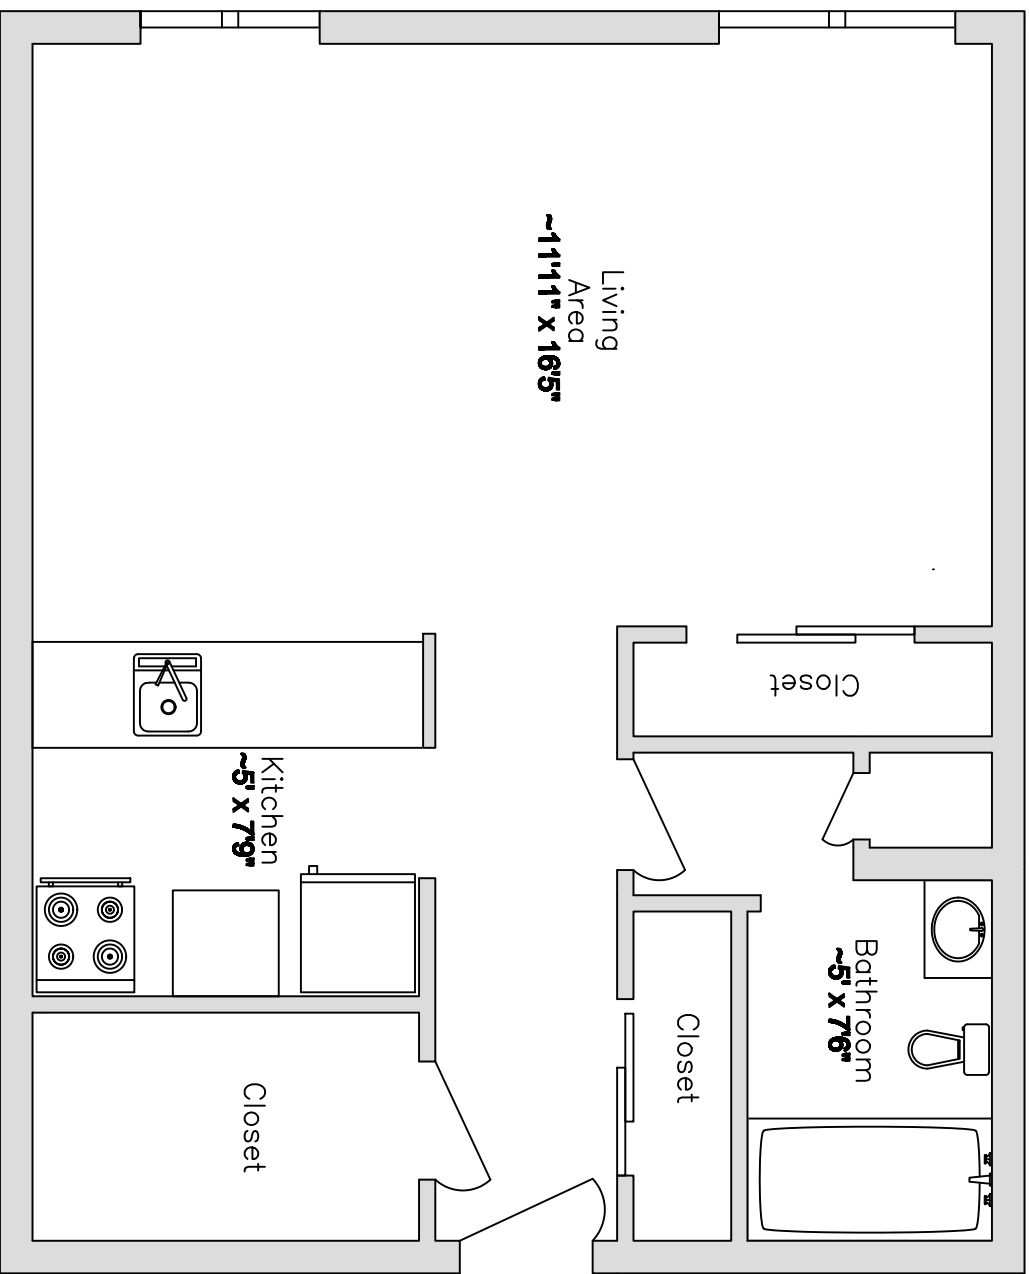 Living
Area
~11'11" x 16'5"
Closet
Kitchen
~5' x 7'9"
Bathroom
~5' x 7'6"
Closet
Closet